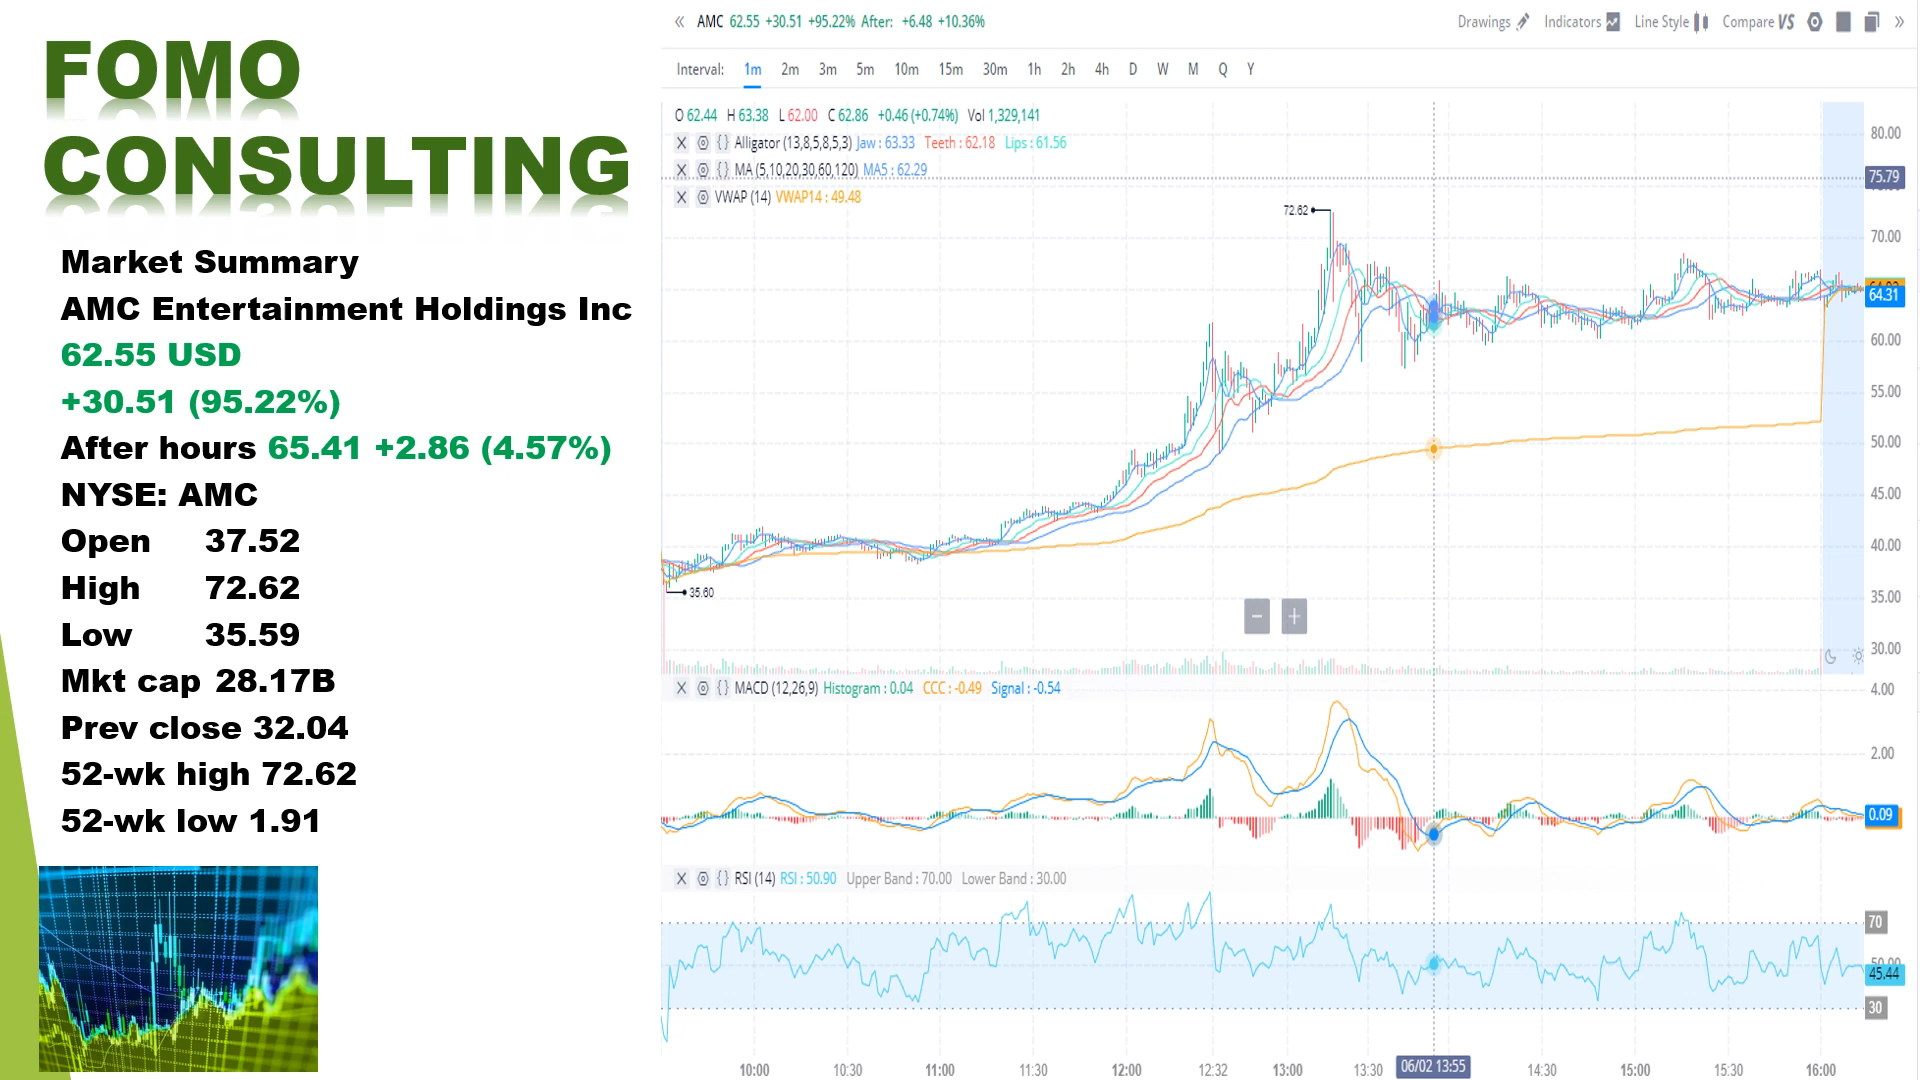 FOMO
CONSULTING
Market Summary
AMC Entertainment Holdings Inc
62.55 USD
+30.51 (95.22%)
After hours 65.41 +2.86 (4.57%)
NYSE: AMC
Open 37.52
High 72.62
Low 35.59
Mkt cap 28.17B
Prev close 32.04
52-wk high 72.62
52-wk low 1.91
AMC 62.55 +30.51 +95.22% After: +6.48 +10.36%
Drawings Indicators Line Style Compare VS
Interval: 1m 2m 3m 5m 10m 15m 30m 1h 2h 4h D W M Q Y
O 62.44 H 63.38 L 62.00 C 62.86 +0.46 (+0.74%) Vol 1,329,141
Alligator (13,8,5,8,5,3) Jaw : 63.33 Teeth : 62.18 Lips : 61.56
MA (5,10,20,30,60,120) MA5 : 62.29
VWAP (14) VWAP14 : 49.48
72.62
35.60
80.00
75.79
70.00
64.31
60.00
55.00
50.00
45.00
40.00
35.00
30.00
MACD (12,26,9) Histogram : 0.04 CCC : -0.49 Signal : -0.54
4.00
2.00
0.09
RSI (14) RSI : 50.90 Upper Band : 70.00 Lower Band : 30.00
70
45.44
30
10:00 10:30 11:00 11:30 12:00 12:32 13:00 13:30 06/02 13:55 14:30 15:00 15:30 16:00